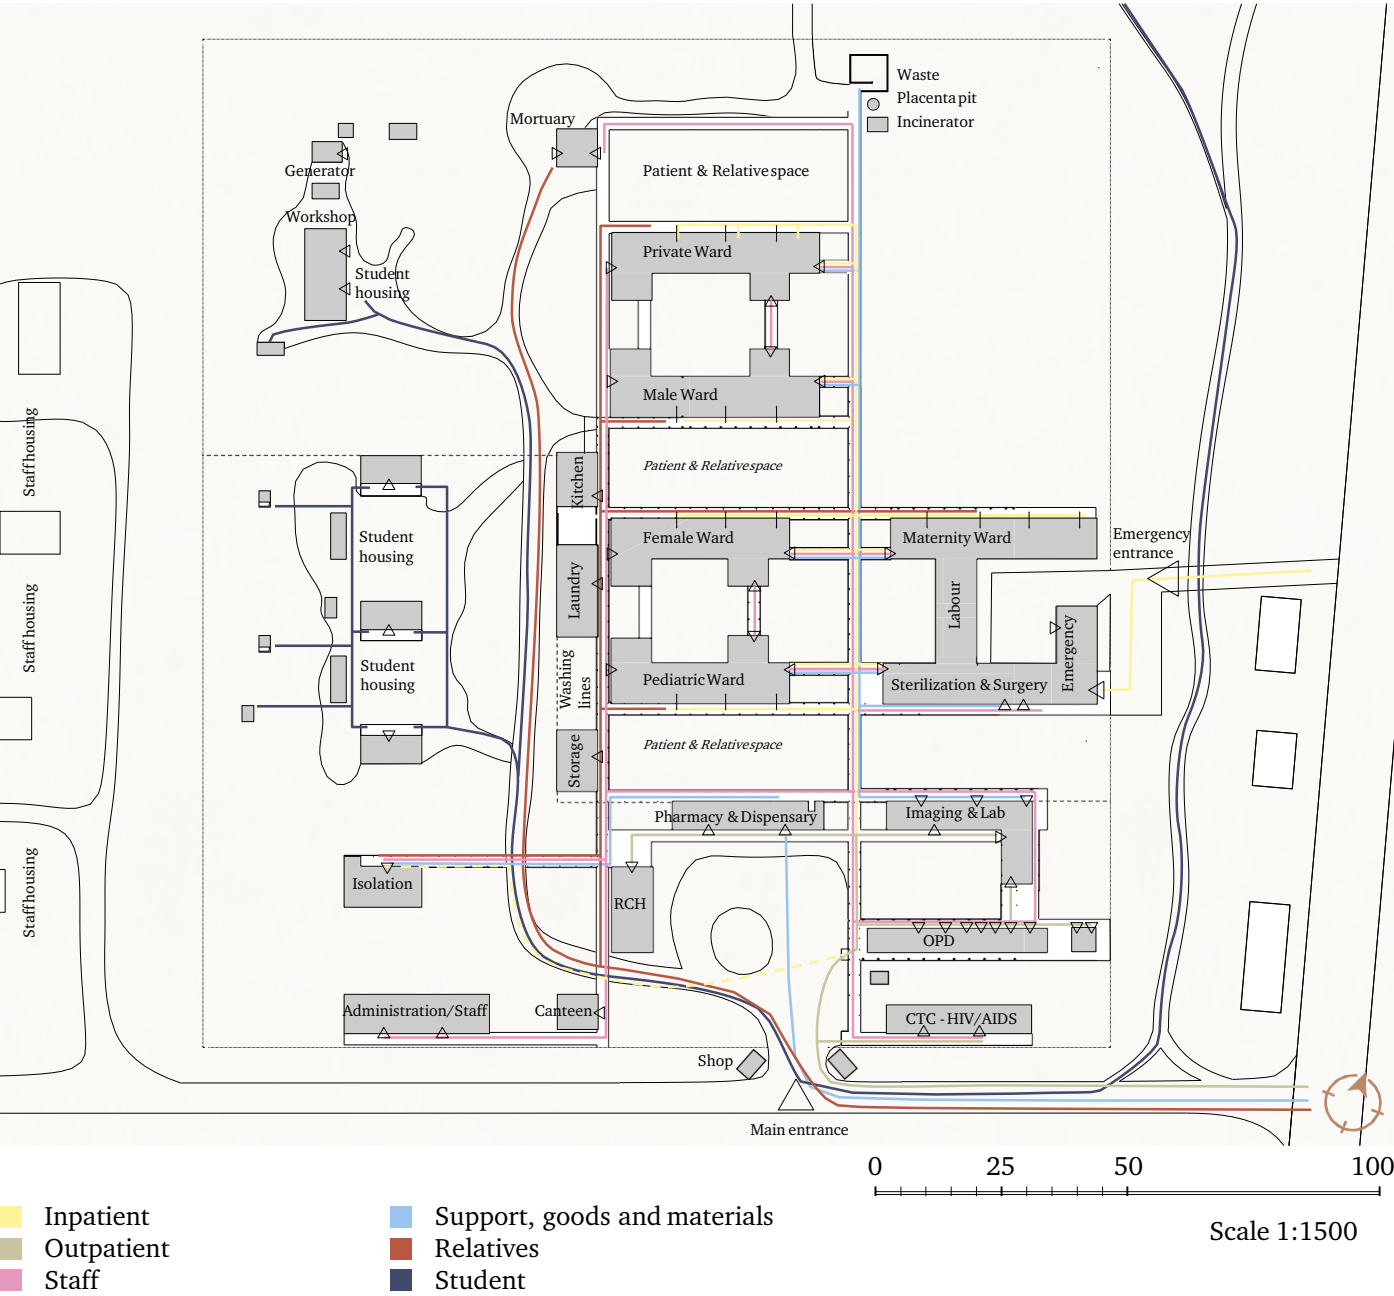 Waste
Placenta pit
Incinerator
Mortuary
Generator
Patient & Relative space
Workshop
Private Ward
Student
housing
Male Ward
Staff housing
Kitchen
Patient & Relative space
Female Ward
Maternity Ward
Emergency
entrance
Student
housing
Laundry
Labour
Staff housing
Emergency
Washing
lines
Student
housing
Pediatric Ward
Sterilization & Surgery
Storage
Patient & Relative space
Pharmacy & Dispensary
Imaging & Lab
Staff housing
Isolation
RCH
OPD
Administration/Staff
Canteen
CTC - HIV/AIDS
Shop
Main entrance
0 25 50 100
Scale 1:1500
Inpatient
Outpatient
Staff
Support, goods and materials
Relatives
Student